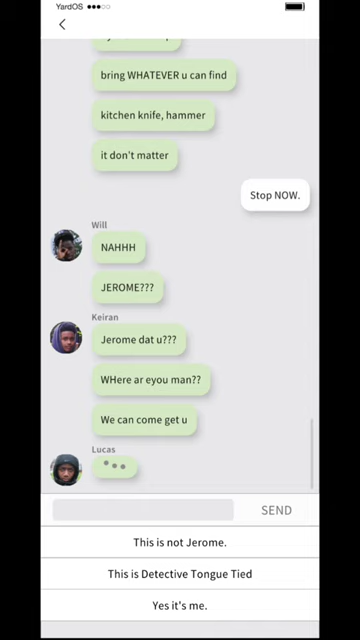 YardOS
bring WHATEVER u can find
kitchen knife, hammer
it don't matter
Stop NOW.
Will
NAHHH
JEROME???
Keiran
Jerome dat u???
WHere ar eyou man??
We can come get u
Lucas
SEND
This is not Jerome.
This is Detective Tongue Tied
Yes it's me.